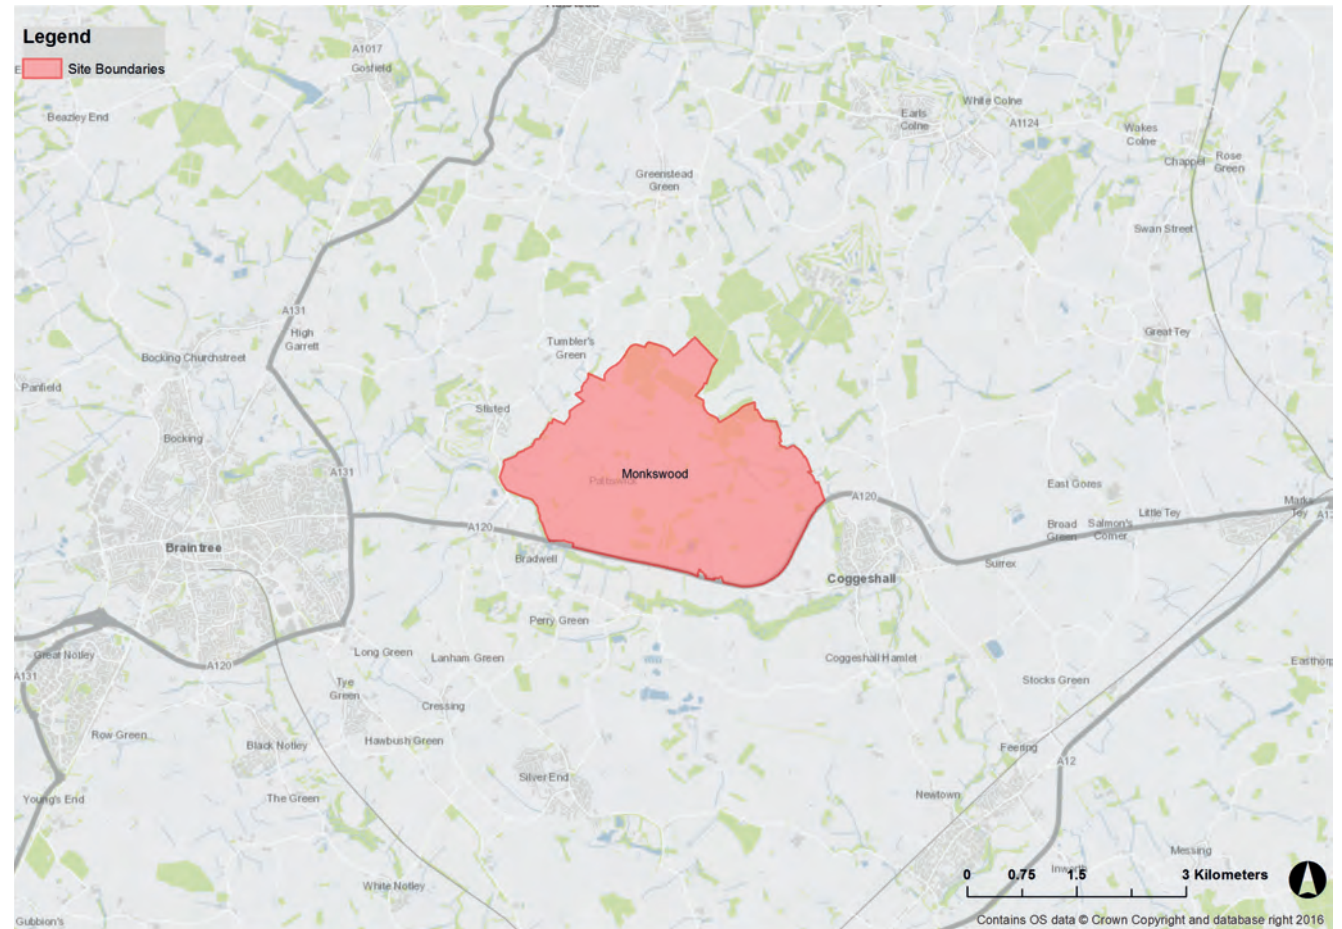 Legend
Site Boundaries
A1017
Gosfield
Beazley End
White Colne
Earls
Colne
A1124
Wakes
Colne
Chappel
Rose
Green
Greenstead
Green
Swan Street
A131
High
Garrett
Bocking Churchstreet
Tumbler's
Green
Great Tey
Panfield
Stisted
Bocking
A131
Monkswood
Pattiswick
East Gores
A120
Marks
Tey
Little Tey
A120
Broad
Green
Salmon's
Corner
Braintree
Bradwell
Surrex
Coggeshall
Perry Green
Great Notley
A120
Long Green
Lanham Green
Coggeshall Hamlet
Easthorp
A131
Tye
Green
Stocks Green
Cressing
Row Green
Black Notley
Hawbush Green
Feering
A12
Silver End
Young's End
The Green
Newtown
Messing
Inworth
White Notley
Gubbion's
0 0.75 1.5 3 Kilometers
Contains OS data © Crown Copyright and database right 2016